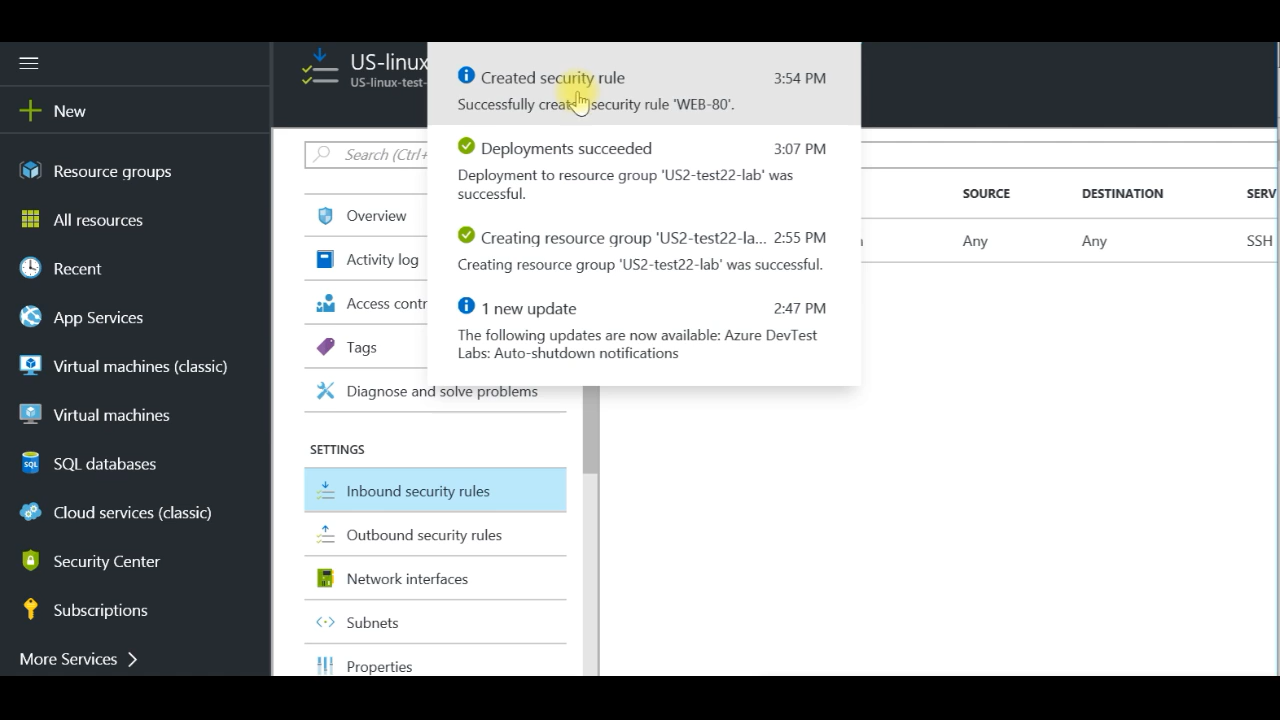 New
Resource groups
All resources
Recent
App Services
Virtual machines (classic)
Virtual machines
SQL databases
Cloud services (classic)
Security Center
Subscriptions
More Services
US-linux
US-linux-test-
Search (Ctrl+
Overview
Activity log
Access contr
Tags
Diagnose and solve problems
SETTINGS
Inbound security rules
Outbound security rules
Network interfaces
Subnets
Properties
Created security rule 3:54 PM
Successfully create security rule 'WEB-80'.
Deployments succeeded 3:07 PM
Deployment to resource group 'US2-test22-lab' was
successful.
Creating resource group 'US2-test22-la... 2:55 PM
Creating resource group 'US2-test22-lab' was successful.
1 new update 2:47 PM
The following updates are now available: Azure DevTest
Labs: Auto-shutdown notifications
SOURCE DESTINATION SERV
Any Any SSH